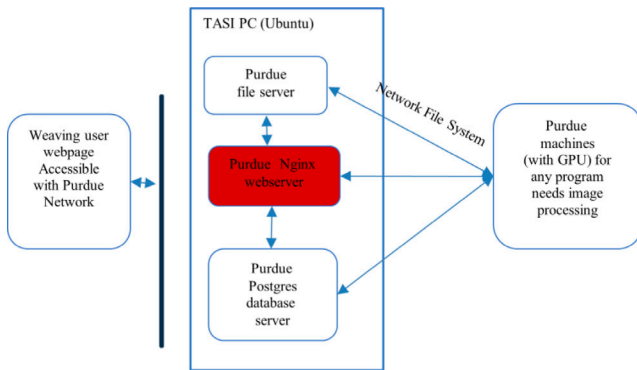 TASI PC (Ubuntu)
Purdue
file server
Network File System
Weaving user
webpage
Accessible
with Purdue
Network
Purdue Nginx
webserver
Purdue
machines
(with GPU) for
any program
needs image
processing
Purdue
Postgres
database
server